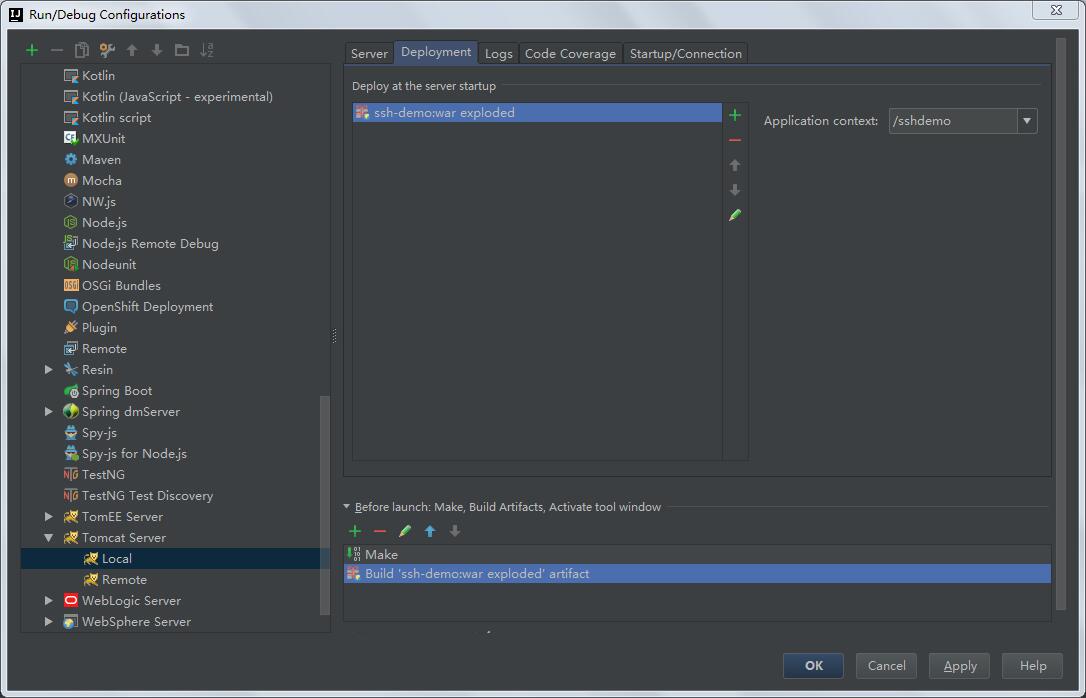 Run/Debug Configurations
Kotlin
Kotlin (JavaScript - experimental)
Kotlin script
MXUnit
Maven
Mocha
NW.js
Node.js
Node.js Remote Debug
Nodeunit
OSGi Bundles
OpenShift Deployment
Plugin
Remote
Resin
Spring Boot
Spring dmServer
Spy-js
Spy-js for Node.js
TestNG
TestNG Test Discovery
TomEE Server
Tomcat Server
Local
Remote
WebLogic Server
WebSphere Server
Server Deployment Logs Code Coverage Startup/Connection
Deploy at the server startup
ssh-demo:war exploded
Application context: /sshdemo
Before launch: Make, Build Artifacts, Activate tool window
Make
Build 'ssh-demo:war exploded' artifact
OK Cancel Apply Help